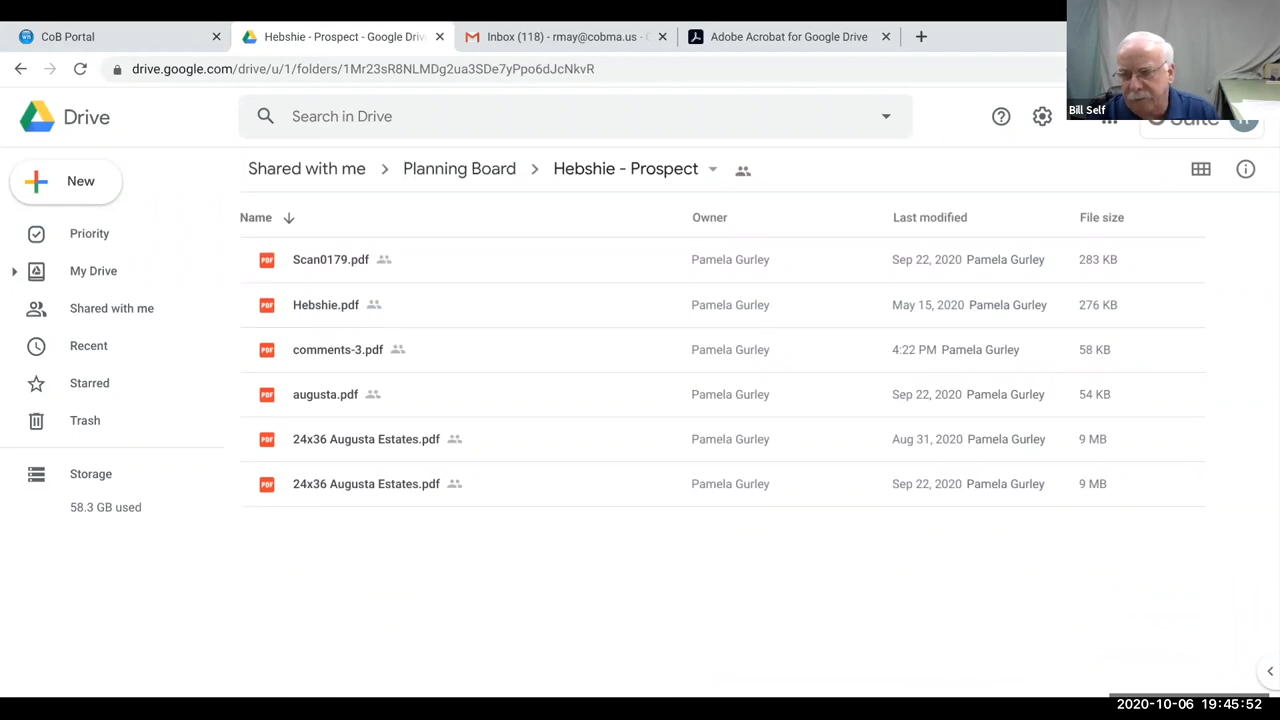 CoB Portal
Hebshie - Prospect - Google Driv
Inbox (118) - rmay@cobma.us -
Adobe Acrobat for Google Drive
drive.google.com/drive/u/1/folders/1Mr23sR8NLMDg2ua3SDe7yPpo6dJcNkvR
Bill Self
Drive
Search in Drive
New
Shared with me > Planning Board > Hebshie - Prospect
Priority
My Drive
Shared with me
Recent
Starred
Trash
Storage
58.3 GB used
Name Owner Last modified File size
Scan0179.pdf Pamela Gurley Sep 22, 2020 Pamela Gurley 283 KB
Hebshie.pdf Pamela Gurley May 15, 2020 Pamela Gurley 276 KB
comments-3.pdf Pamela Gurley 4:22 PM Pamela Gurley 58 KB
augusta.pdf Pamela Gurley Sep 22, 2020 Pamela Gurley 54 KB
24x36 Augusta Estates.pdf Pamela Gurley Aug 31, 2020 Pamela Gurley 9 MB
24x36 Augusta Estates.pdf Pamela Gurley Sep 22, 2020 Pamela Gurley 9 MB
2020-10-06 19:45:52